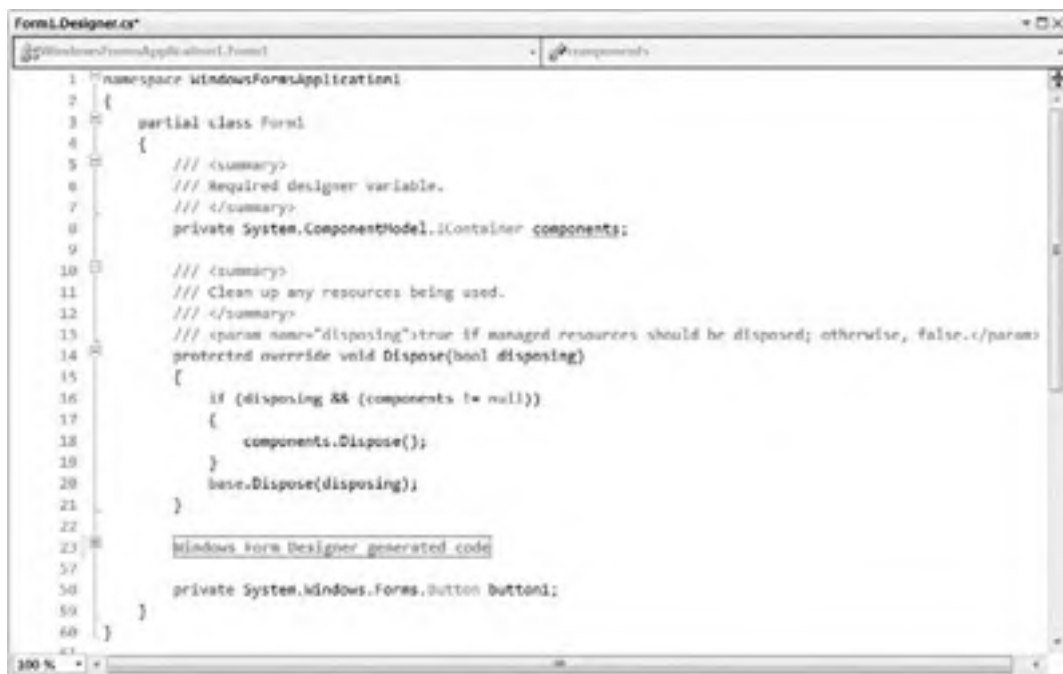 Form1.Designer.cs*
WindowsFormsApplication1.Form1 components
1 namespace WindowsFormsApplication1
2 {
3 partial class Form1
4 {
5 /// <summary>
6 /// Required designer variable.
7 /// </summary>
8 private System.ComponentModel.IContainer components;
9
10 /// <summary>
11 /// Clean up any resources being used.
12 /// </summary>
13 /// <param name="disposing">true if managed resources should be disposed; otherwise, false.</param>
14 protected override void Dispose(bool disposing)
15 {
16 if (disposing && (components != null))
17 {
18 components.Dispose();
19 }
20 base.Dispose(disposing);
21 }
22
23 Windows Form Designer generated code
57
58 private System.Windows.Forms.Button button1;
59 }
60 }
61
100 %